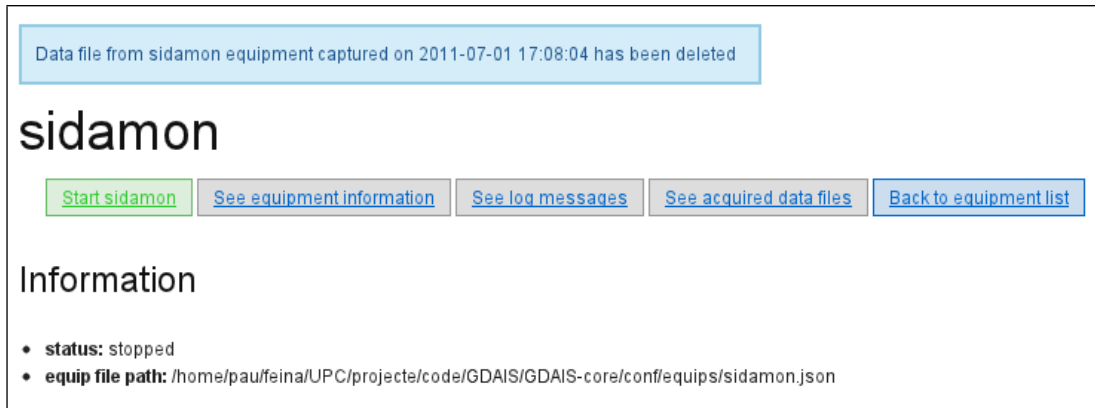 Data file from sidamon equipment captured on 2011-07-01 17:08:04 has been deleted
sidamon
Start sidamon See equipment information See log messages See acquired data files Back to equipment list
Information
• status: stopped
• equip file path: /home/pau/feina/UPC/projecte/code/GDAIS/GDAIS-core/conf/equips/sidamon.json